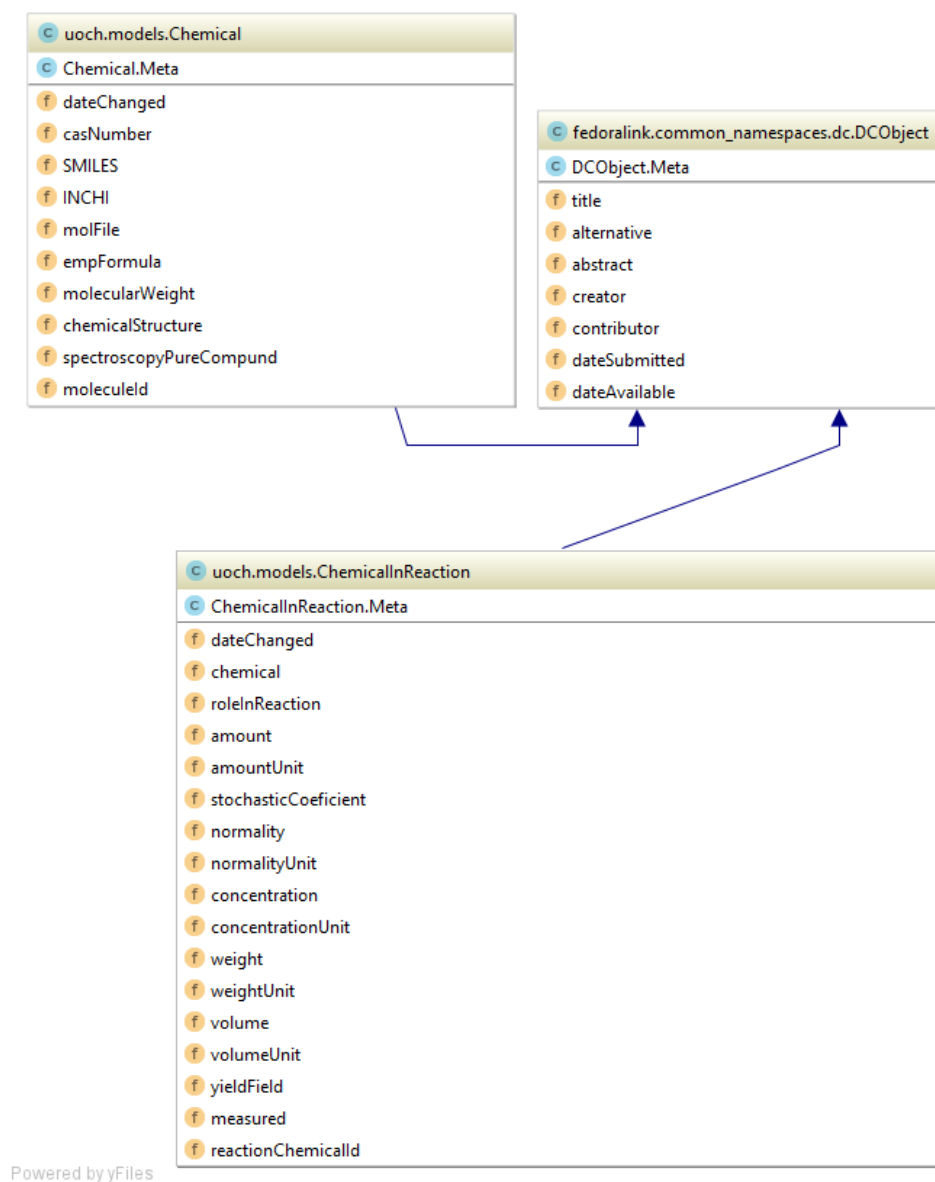 C uoch.models.Chemical
C Chemical.Meta
f dateChanged
f casNumber
f SMILES
f INCHI
f molFile
f empFormula
f molecularWeight
f chemicalStructure
f spectroscopyPureCompund
f moleculeId
C fedoralink.common_namespaces.dc.DCObject
C DCObject.Meta
f title
f alternative
f abstract
f creator
f contributor
f dateSubmitted
f dateAvailable
C uoch.models.ChemicalInReaction
C ChemicalInReaction.Meta
f dateChanged
f chemical
f roleInReaction
f amount
f amountUnit
f stochasticCoeficient
f normality
f normalityUnit
f concentration
f concentrationUnit
f weight
f weightUnit
f volume
f volumeUnit
f yieldField
f measured
f reactionChemicalId
Powered by yFiles